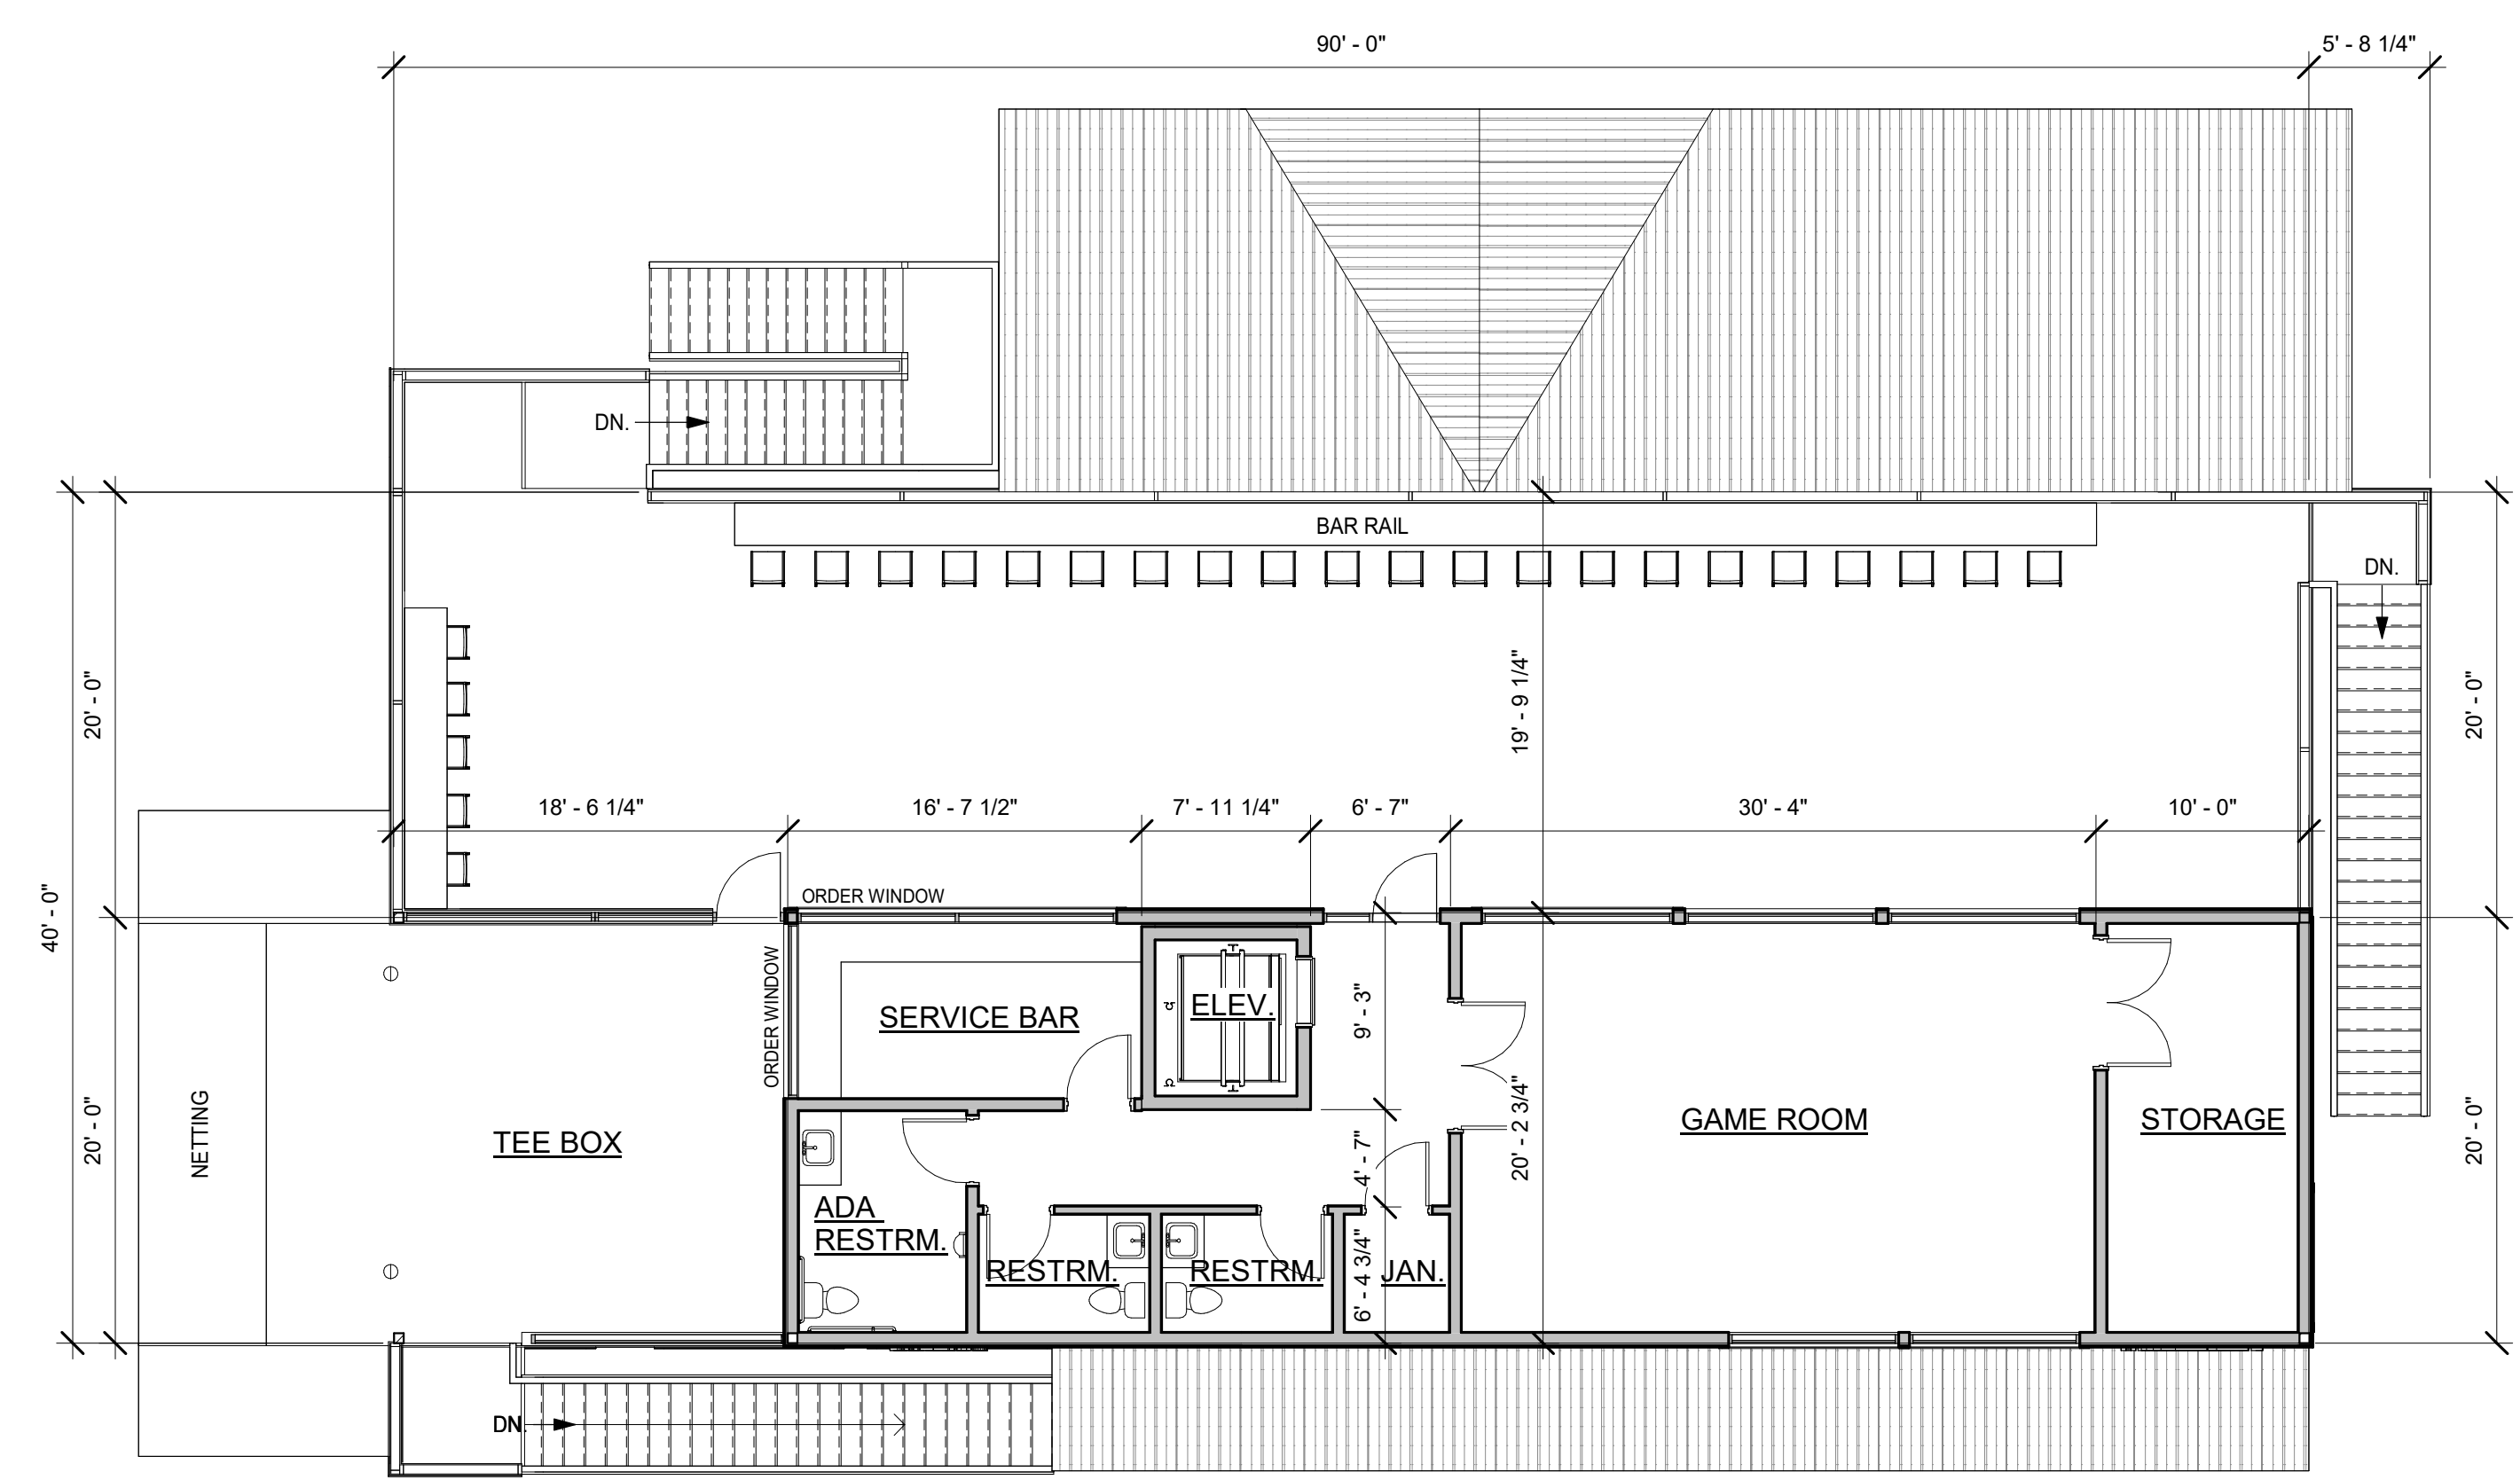 90' - 0"
5' - 8 1/4"
DN.
BAR RAIL
DN.
20' - 0"
19' - 9 1/4"
20' - 0"
18' - 6 1/4"
16' - 7 1/2"
7' - 11 1/4"
6' - 7"
30' - 4"
10' - 0"
40' - 0"
ORDER WINDOW
ORDER WINDOW
SERVICE BAR
ELEV.
9' - 3"
NETTING
20' - 0"
TEE BOX
4' - 7"
20' - 2 3/4"
GAME ROOM
STORAGE
20' - 0"
ADA
RESTRM.
RESTRM.
RESTRM.
6' - 4 3/4"
JAN.
DN.